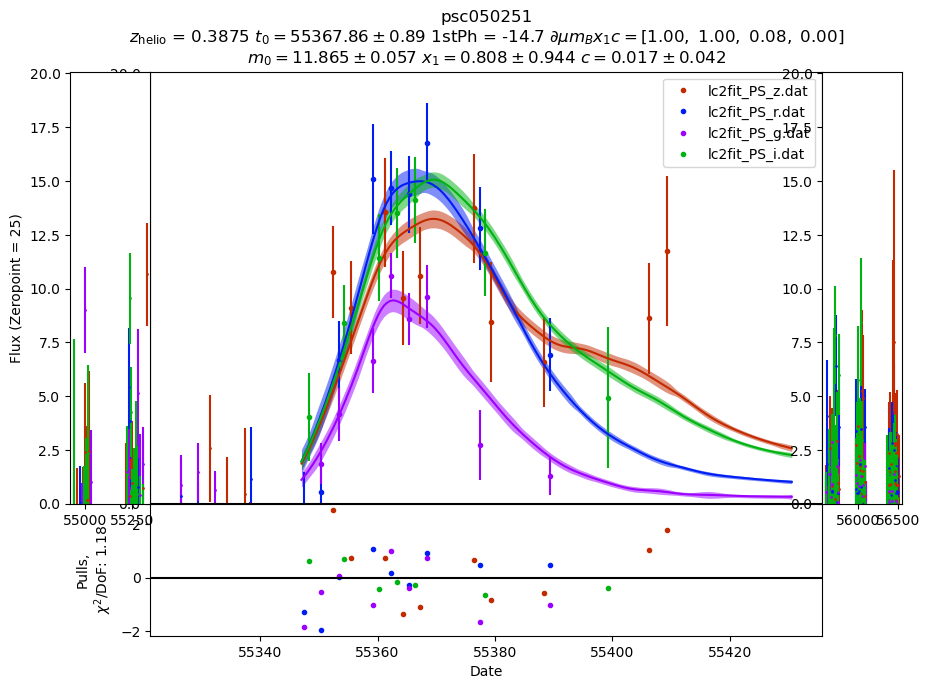 psc050251
z_helio = 0.3875 t_0 = 55367.86 ± 0.89 1stPh = -14.7 ∂μm_Bx_1c = [1.00, 1.00, 0.08, 0.00]
m_0 = 11.865 ± 0.057 x_1 = 0.808 ± 0.944 c = 0.017 ± 0.042
20.0 20.0 20.0
lc2fit_PS_z.dat
lc2fit_PS_r.dat
17.5 17.5
lc2fit_PS_g.dat
lc2fit_PS_i.dat
15.0 15.0
12.5 12.5
10.0 10.0
7.5 7.5
5.0 5.0
2.5 2.5
0.0 0.0 0.0
Flux (Zeropoint = 25)
55000 55250
56000 56500
2
0
−2
Pulls,
χ²/DoF: 1.18
55340 55360 55380 55400 55420
Date